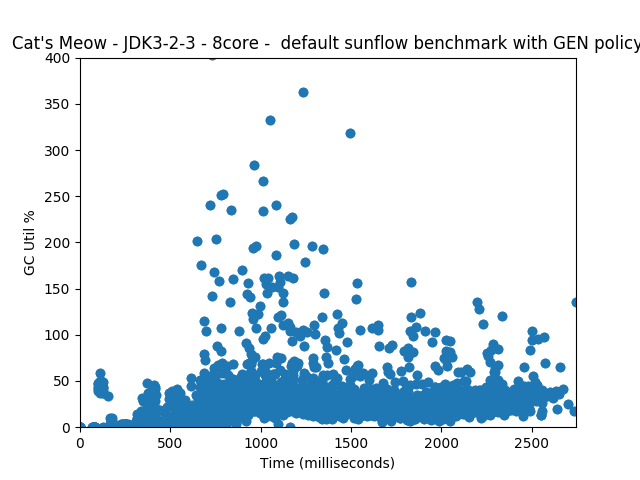 Cat's Meow - JDK3-2-3 - 8core -  default sunflow benchmark with GEN policy
400
350
300
250
200
150
100
50
0
GC Util %
0 500 1000 1500 2000 2500
Time (milliseconds)